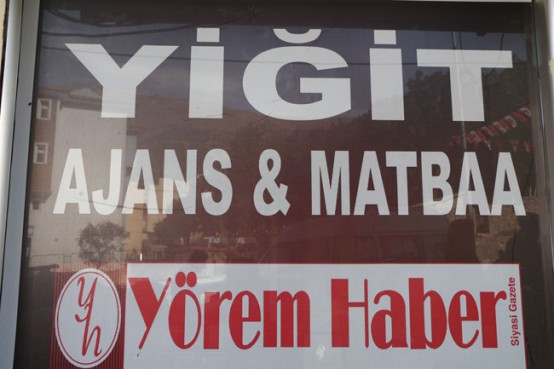 YİĞİT
AJANS & MATBAA
yh
Yörem Haber
Siyasi Gazete